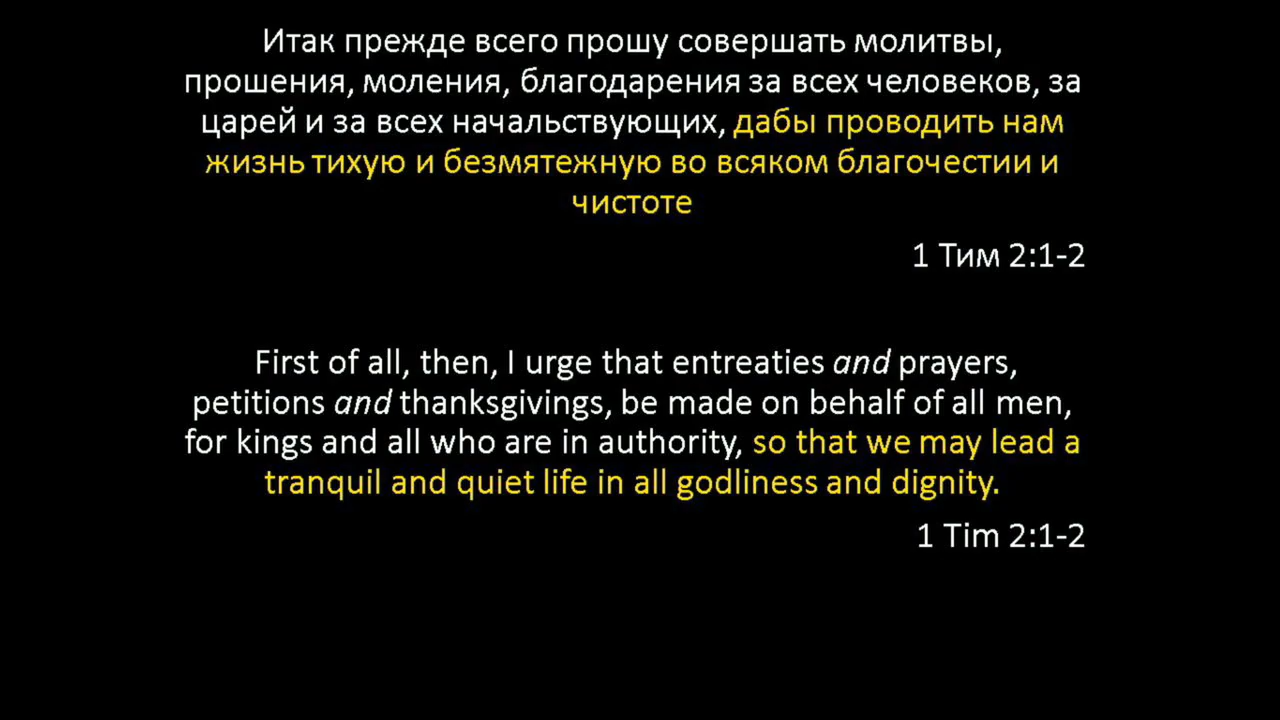 Итак прежде всего прошу совершать молитвы,
прошения, моления, благодарения за всех человеков, за
царей и за всех начальствующих, дабы проводить нам
жизнь тихую и безмятежную во всяком благочестии и
чистоте
1 Тим 2:1-2
First of all, then, I urge that entreaties and prayers,
petitions and thanksgivings, be made on behalf of all men,
for kings and all who are in authority, so that we may lead a
tranquil and quiet life in all godliness and dignity.
1 Tim 2:1-2